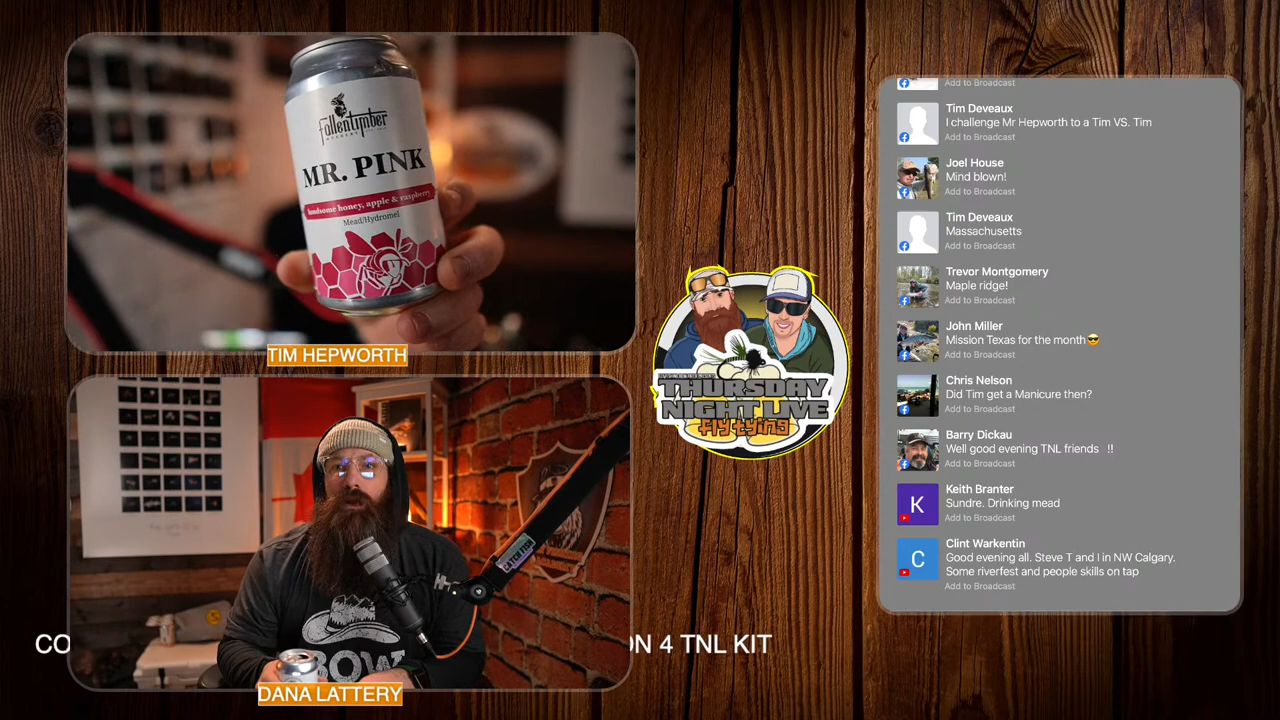 Fallentimber
MEADERY
MR. PINK
handsome honey, apple & raspberry
Mead/Hydromel
TIM HEPWORTH
BOW
DANA LATTERY
CO
ON 4 TNL KIT
THURSDAY
NIGHT LIVE
fly tying
Add to Broadcast
Tim Deveaux
I challenge Mr Hepworth to a Tim VS. Tim
Add to Broadcast
Joel House
Mind blown!
Add to Broadcast
Tim Deveaux
Massachusetts
Add to Broadcast
Trevor Montgomery
Maple ridge!
Add to Broadcast
John Miller
Mission Texas for the month😎
Add to Broadcast
Chris Nelson
Did Tim get a Manicure then?
Add to Broadcast
Barry Dickau
Well good evening TNL friends !!
Add to Broadcast
K
Keith Branter
Sundre. Drinking mead
Add to Broadcast
C
Clint Warkentin
Good evening all. Steve T and I in NW Calgary.
Some riverfest and people skills on tap
Add to Broadcast